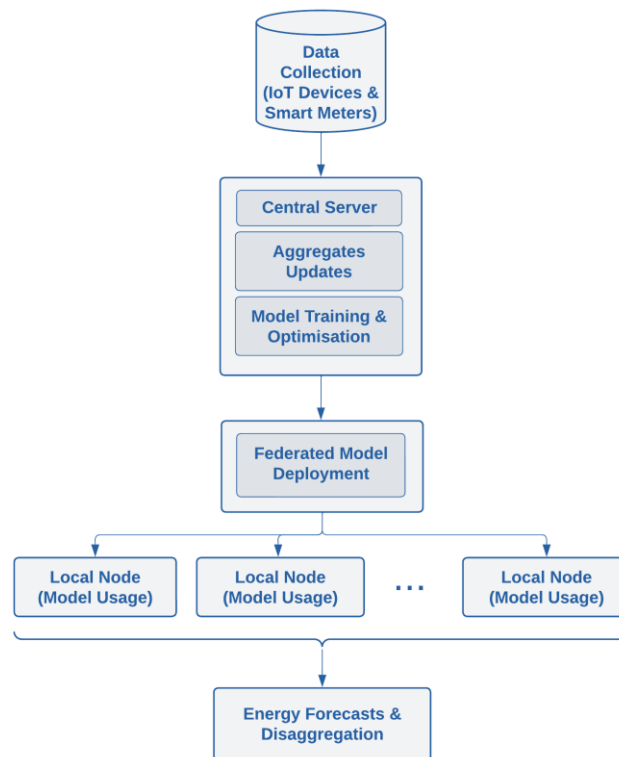 Data
Collection
(IoT Devices &
Smart Meters)
Central Server
Aggregates
Updates
Model Training &
Optimisation
Federated Model
Deployment
Local Node
(Model Usage)
Local Node
(Model Usage)
...
Local Node
(Model Usage)
Energy Forecasts &
Disaggregation